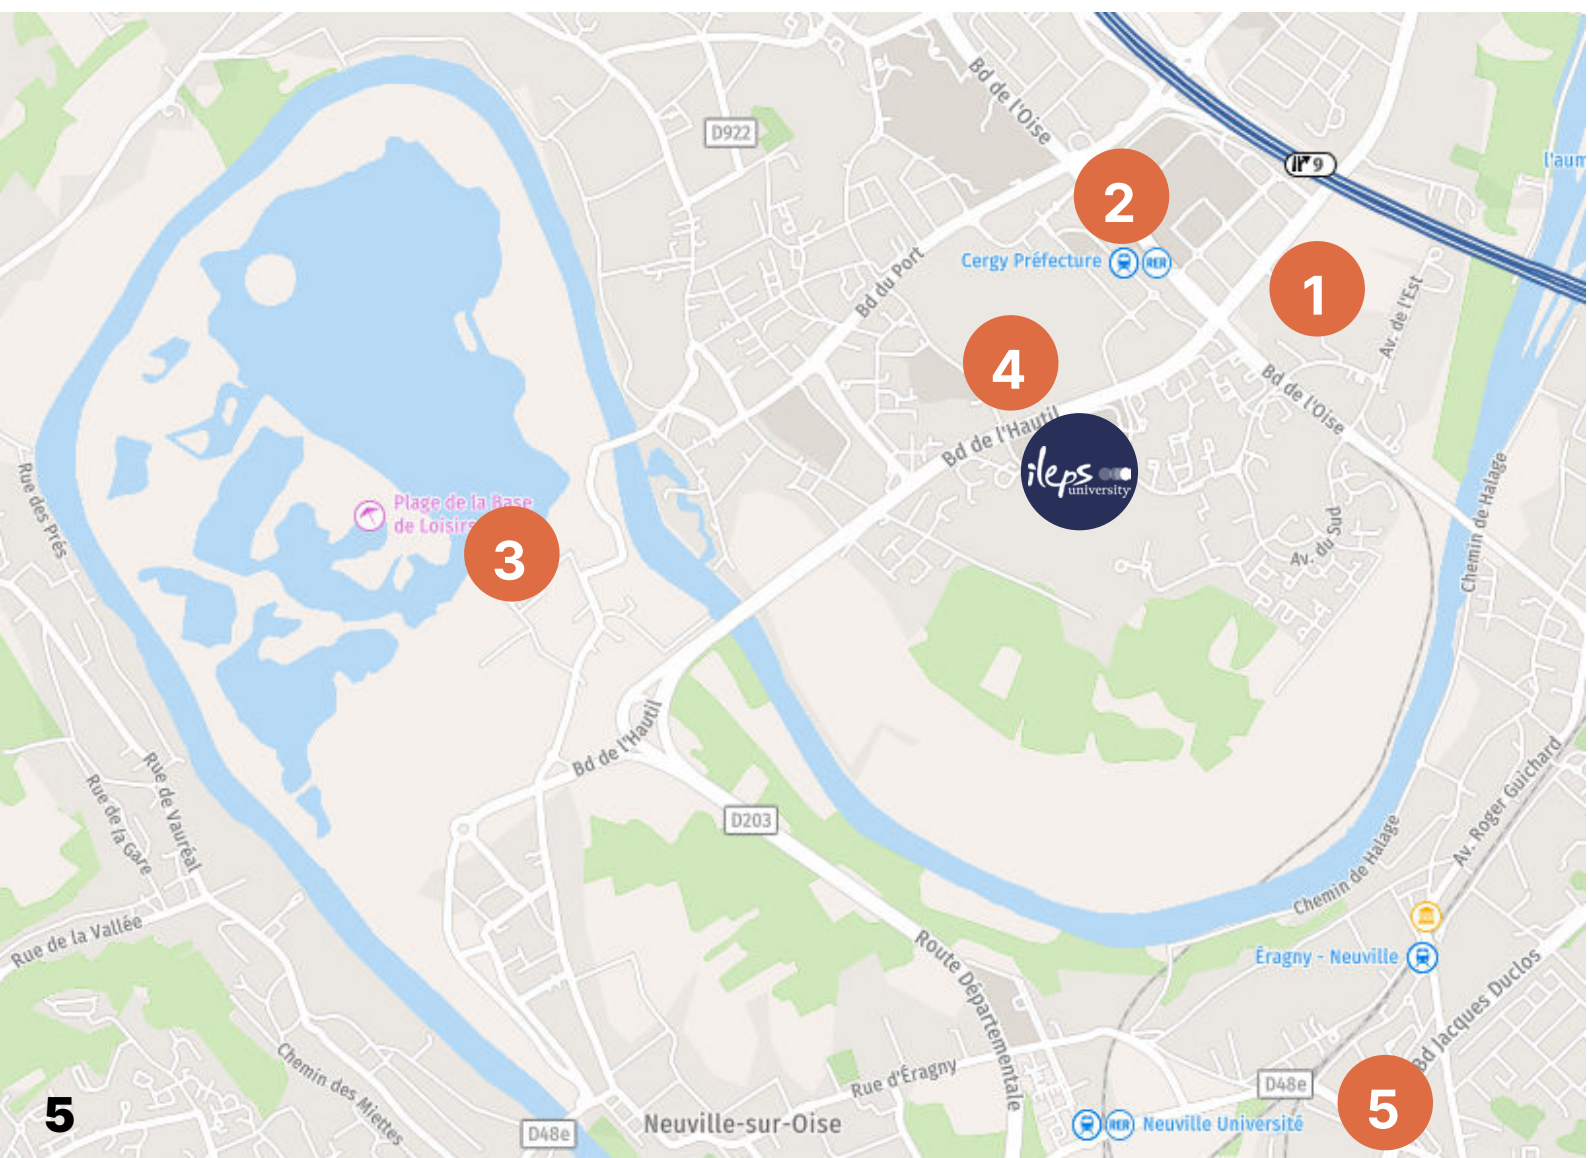 Bd de l'Oise
D922
9
l'aum
2
Cergy Préfecture
RER
Bd du Port
1
Av. de l'Est
4
Bd de l'Oise
Bd de l'Hautil
ileps
university
Rue des Prés
Plage de la Base
de Loisirs
3
Av. du Sud
Chemin de Halage
Bd de l'Hautil
Rue de Vauréal
Rue de la Gare
D203
Av. Roger Guichard
Chemin de Halage
Rue de la Vallée
Éragny - Neuville
Route Départementale
Bd Jacques Duclos
Chemin des Miettes
Rue d'Éragny
D48e
5
5
D48e
Neuville-sur-Oise
RER
Neuville Université